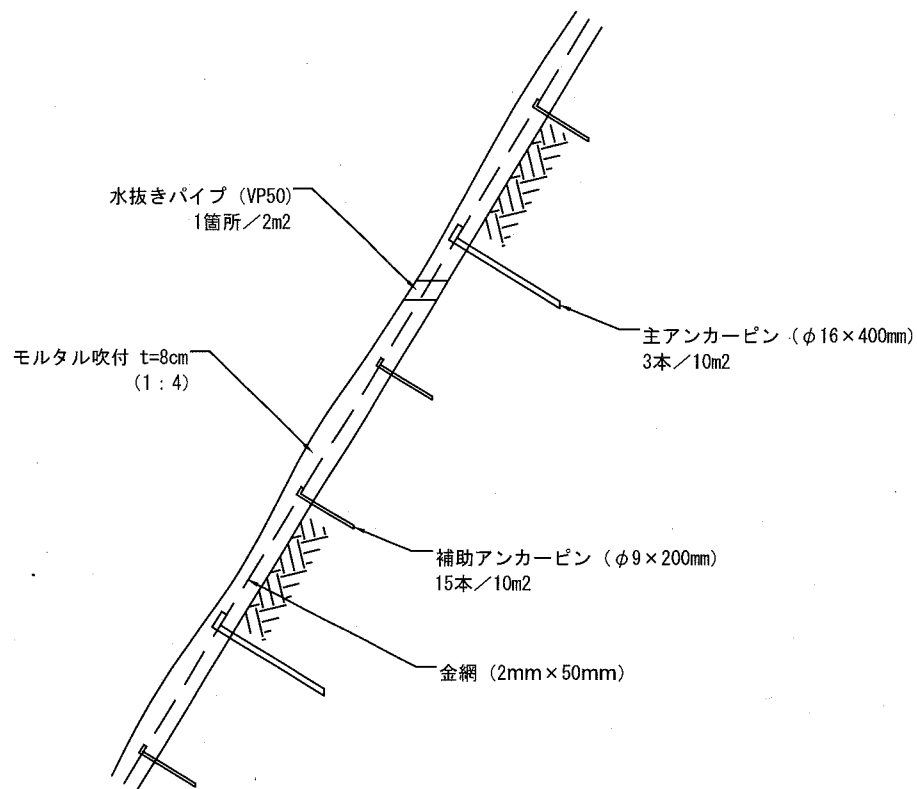 水抜きパイプ（VP50）
1箇所／2m2
主アンカーピン（φ16×400mm）
3本／10m2
モルタル吹付 t=8cm
（1：4）
補助アンカーピン（φ9×200mm）
15本／10m2
金網（2mm×50mm）